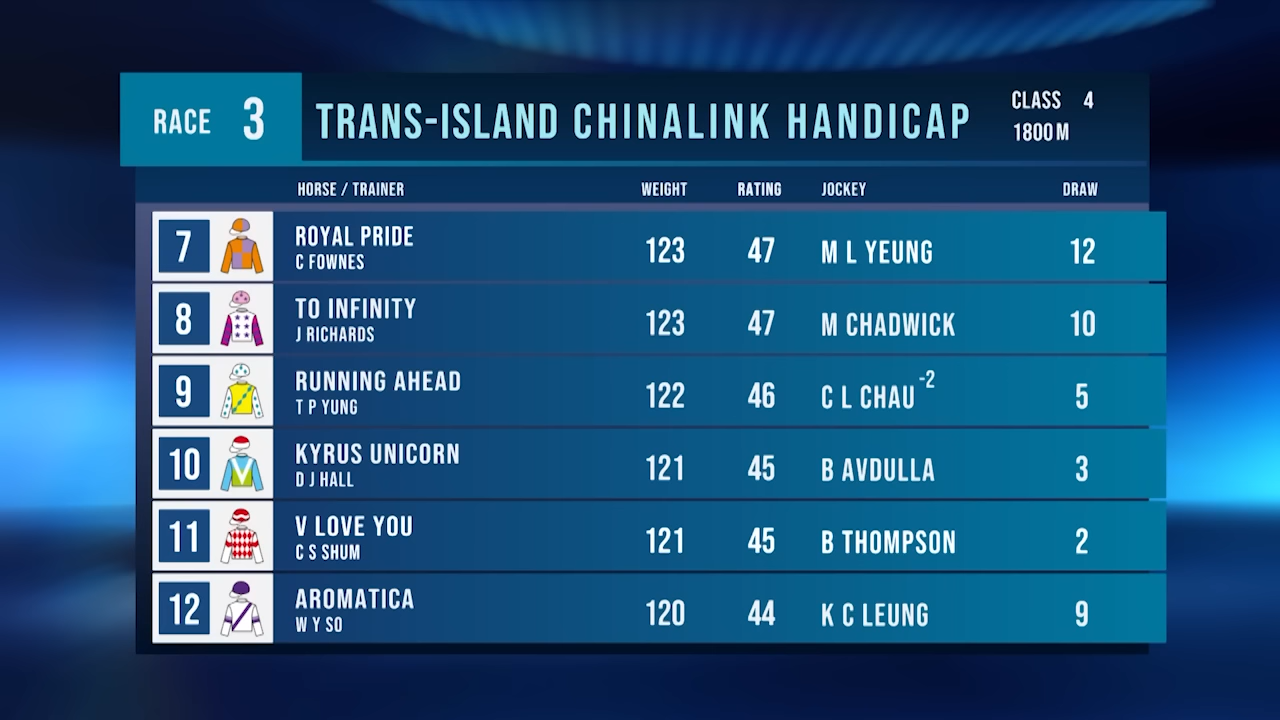 RACE 3 TRANS-ISLAND CHINALINK HANDICAP CLASS 4
1800M
HORSE / TRAINER WEIGHT RATING JOCKEY DRAW
7 ROYAL PRIDE 123 47 M L YEUNG 12
C FOWNES
8 TO INFINITY 123 47 M CHADWICK 10
J RICHARDS
9 RUNNING AHEAD 122 46 C L CHAU -2 5
T P YUNG
10 KYRUS UNICORN 121 45 B AVDULLA 3
D J HALL
11 V LOVE YOU 121 45 B THOMPSON 2
C S SHUM
12 AROMATICA 120 44 K C LEUNG 9
W Y SO